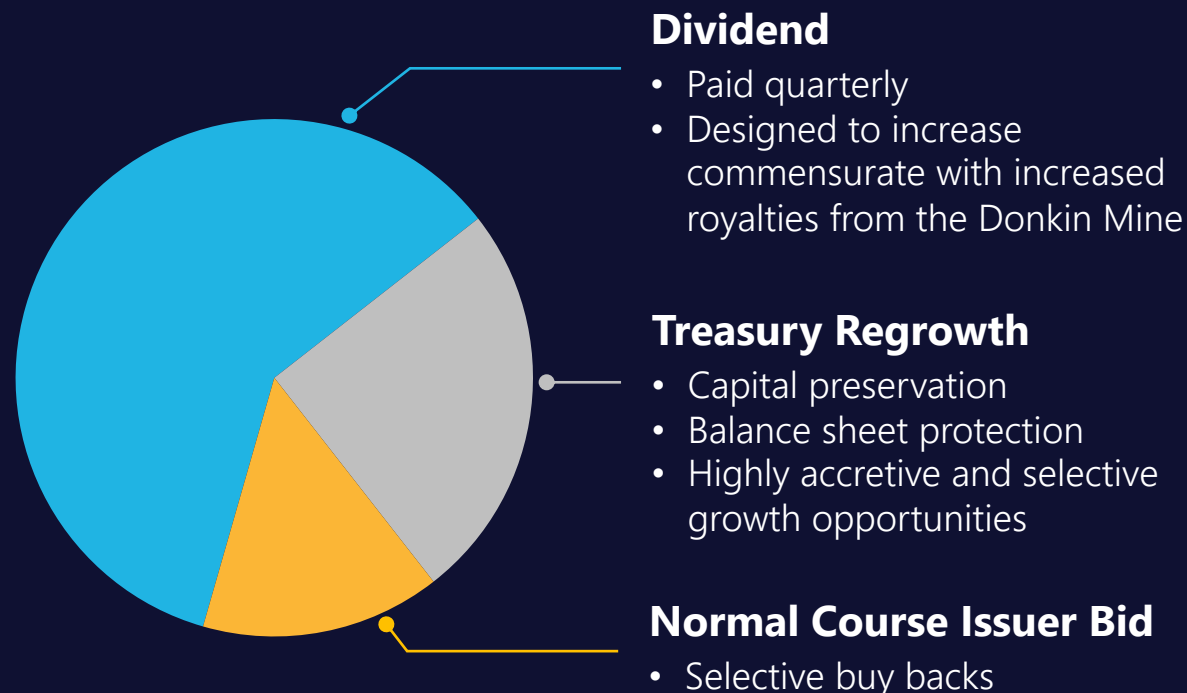 Dividend
• Paid quarterly
• Designed to increase
commensurate with increased
royalties from the Donkin Mine
Treasury Regrowth
• Capital preservation
• Balance sheet protection
• Highly accretive and selective
growth opportunities
Normal Course Issuer Bid
• Selective buy backs